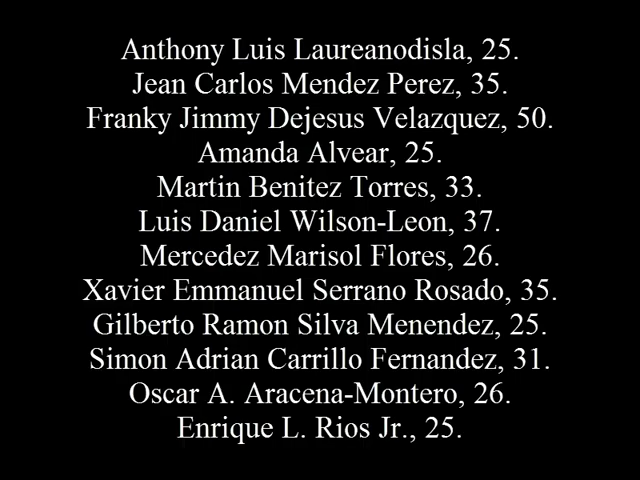 Anthony Luis Laureanodisla, 25.
Jean Carlos Mendez Perez, 35.
Franky Jimmy Dejesus Velazquez, 50.
Amanda Alvear, 25.
Martin Benitez Torres, 33.
Luis Daniel Wilson-Leon, 37.
Mercedez Marisol Flores, 26.
Xavier Emmanuel Serrano Rosado, 35.
Gilberto Ramon Silva Menendez, 25.
Simon Adrian Carrillo Fernandez, 31.
Oscar A. Aracena-Montero, 26.
Enrique L. Rios Jr., 25.